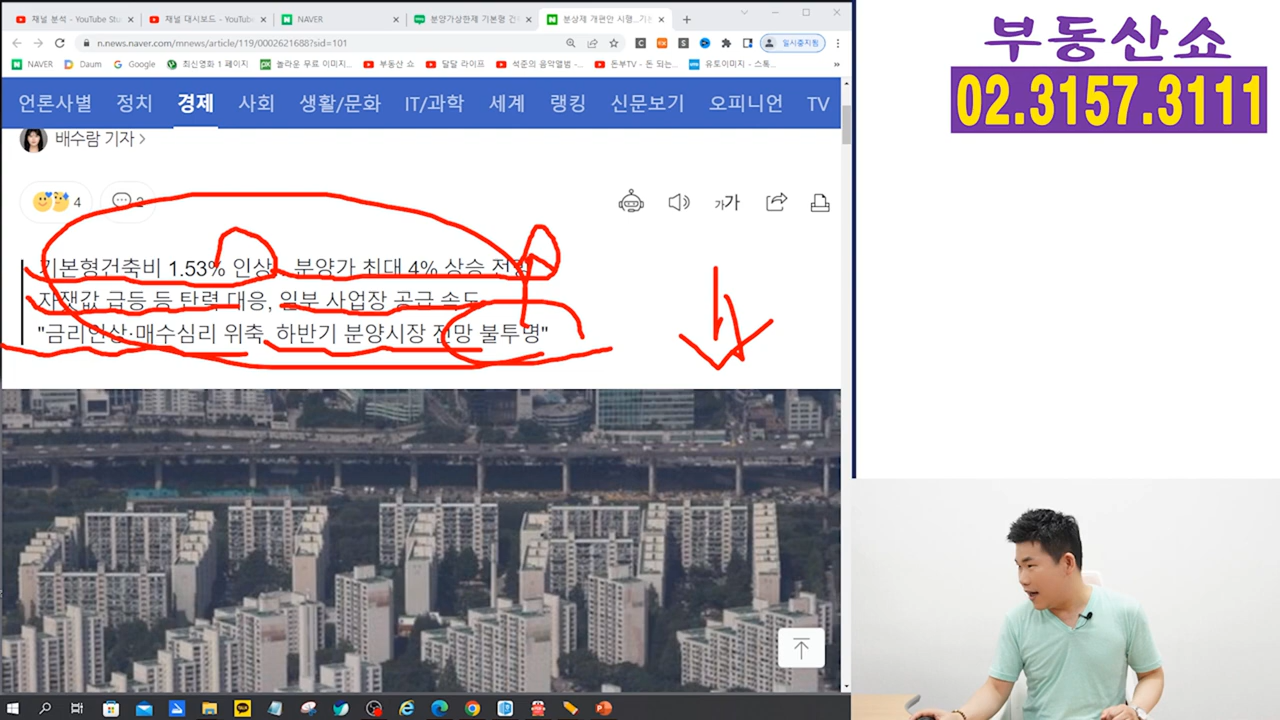 채널 분석 - YouTube Stu
채널 대시보드 - YouTube
NAVER
분양가상한제 기본형 건
분상제 개편안 시행...기본
n.news.naver.com/mnews/article/119/0002621688?sid=101
일시중지됨
NAVER
Daum
Google
최신영화 1 페이지
놀라운 무료 이미지...
부동산 쇼
달달 라이프
석준의 음악앨범 -...
돈부TV - 돈 되는...
유토이미지 - 스톡...
언론사별 정치 경제 사회 생활/문화 IT/과학 세계 랭킹 신문보기 오피니언 TV
배수람 기자
4
2
가가
기본형건축비 1.53% 인상 분양가 최대 4% 상승 전망
자잿값 급등 등 탄력 대응, 일부 사업장 공급 속도
"금리인상·매수심리 위축, 하반기 분양시장 전망 불투명"
부동산쇼
02.3157.3111